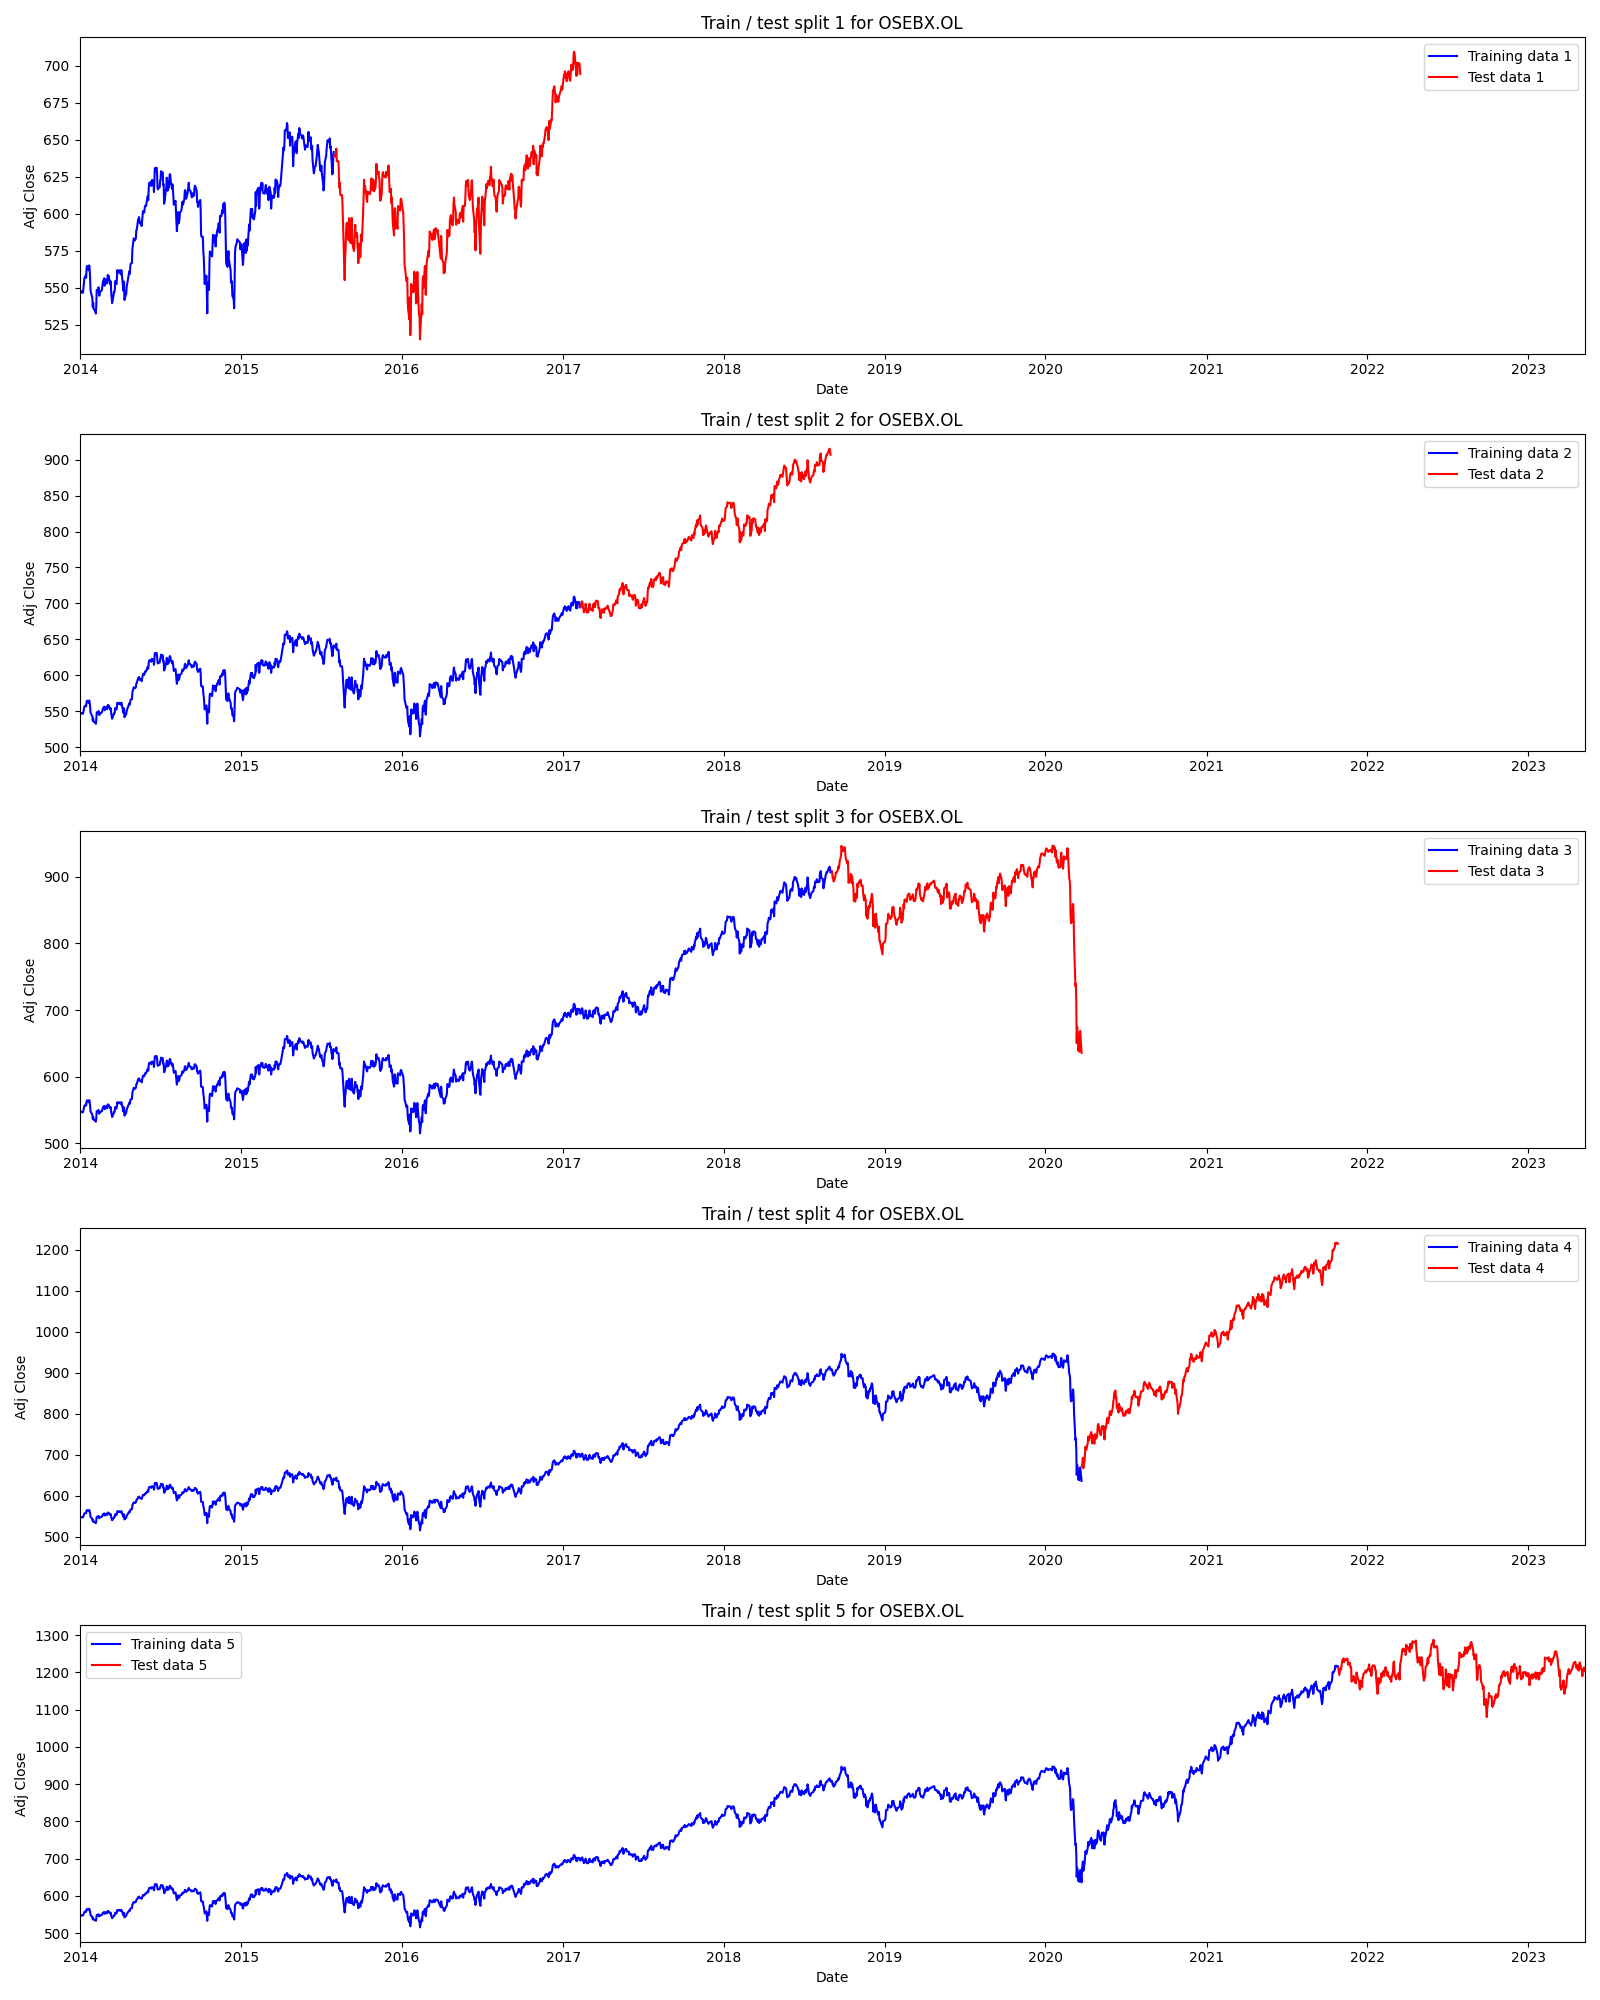 Train / test split 1 for OSEBX.OL
Training data 1
Test data 1
700
675
650
625
600
575
550
525
Adj Close
2014 2015 2016 2017 2018 2019 2020 2021 2022 2023
Date
Train / test split 2 for OSEBX.OL
Training data 2
Test data 2
900
850
800
750
700
650
600
550
500
Adj Close
2014 2015 2016 2017 2018 2019 2020 2021 2022 2023
Date
Train / test split 3 for OSEBX.OL
Training data 3
Test data 3
900
800
700
600
500
Adj Close
2014 2015 2016 2017 2018 2019 2020 2021 2022 2023
Date
Train / test split 4 for OSEBX.OL
Training data 4
Test data 4
1200
1100
1000
900
800
700
600
500
Adj Close
2014 2015 2016 2017 2018 2019 2020 2021 2022 2023
Date
Train / test split 5 for OSEBX.OL
Training data 5
Test data 5
1300
1200
1100
1000
900
800
700
600
500
Adj Close
2014 2015 2016 2017 2018 2019 2020 2021 2022 2023
Date